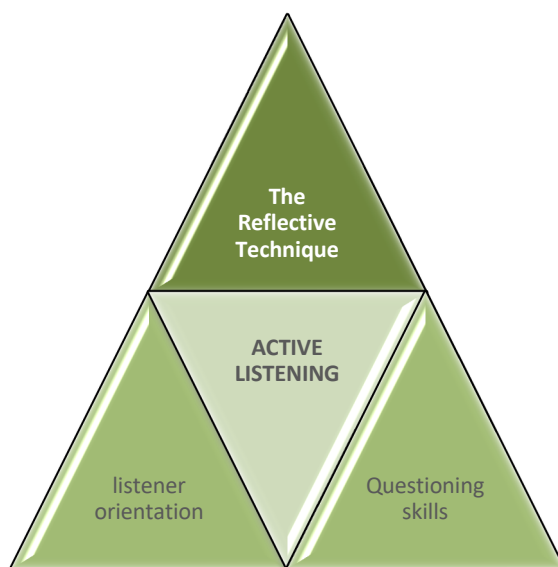 The
Reflective
Technique
ACTIVE
LISTENING
listener
orientation
Questioning
skills